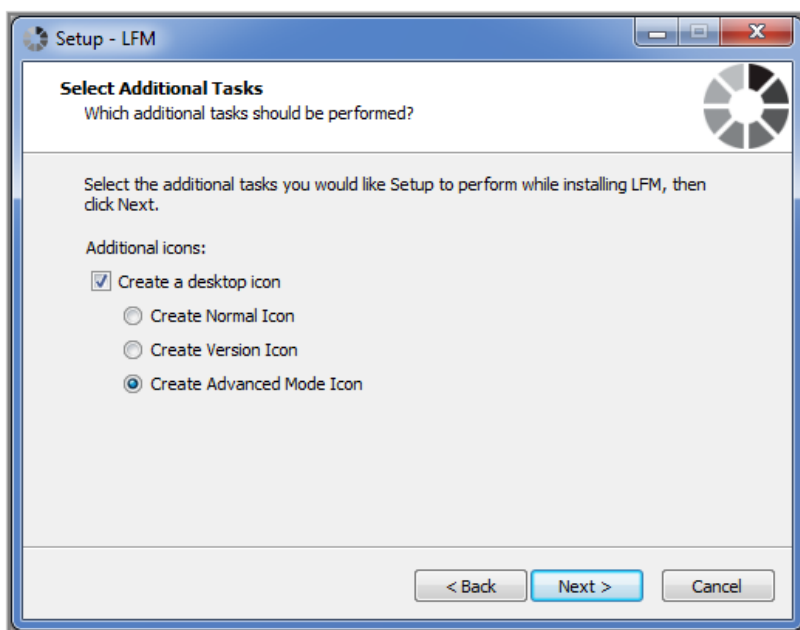 Setup - LFM
Select Additional Tasks
Which additional tasks should be performed?
Select the additional tasks you would like Setup to perform while installing LFM, then
click Next.
Additional icons:
Create a desktop icon
Create Normal Icon
Create Version Icon
Create Advanced Mode Icon
< Back
Next >
Cancel